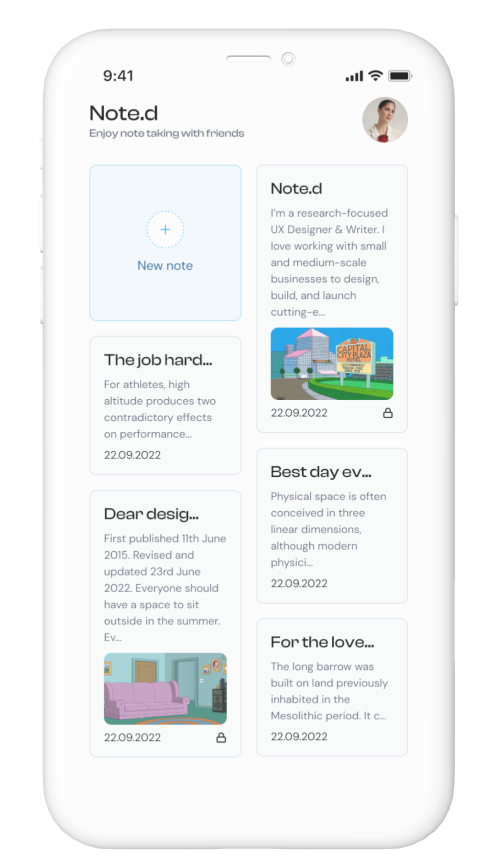 9:41
Note.d
Enjoy note taking with friends
New note
The job hard...
For athletes, high
altitude produces two
contradictory effects
on performance...
22.09.2022
Dear desig...
First published 11th June
2015. Revised and
updated 23rd June
2022. Everyone should
have a space to sit
outside in the summer.
Ev...
22.09.2022
Note.d
I'm a research-focused
UX Designer & Writer. I
love working with small
and medium-scale
businesses to design,
build, and launch
cutting-e...
CAPITAL
CITY PLAZA
22.09.2022
Best day ev...
Physical space is often
conceived in three
linear dimensions,
although modern
physici...
22.09.2022
For the love...
The long barrow was
built on land previously
inhabited in the
Mesolithic period. It c...
22.09.2022